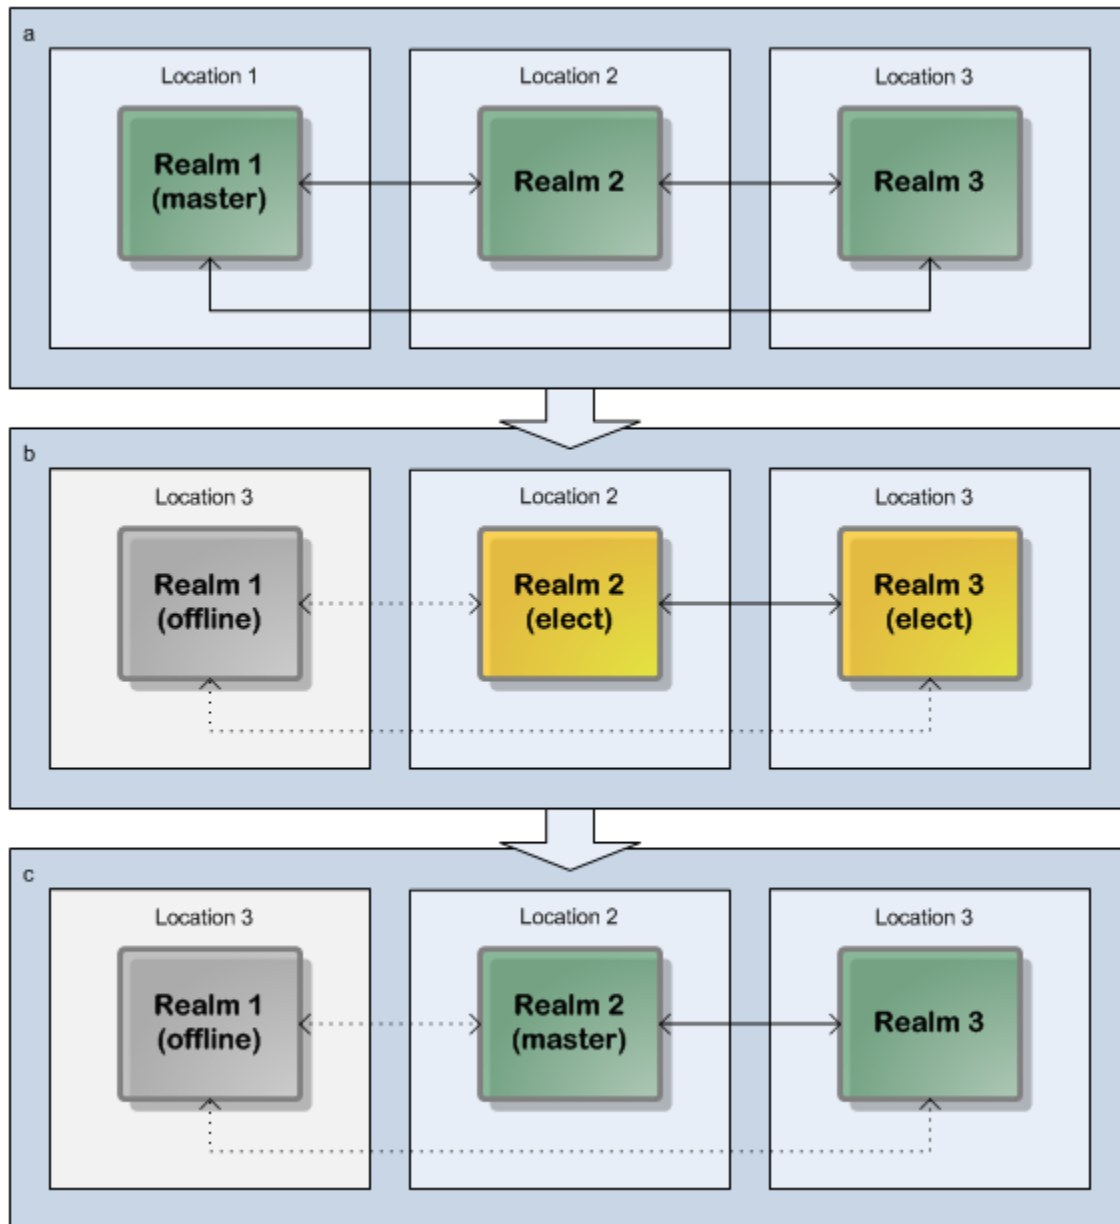 a
Location 1
Location 2
Location 3
Realm 1
(master)
Realm 2
Realm 3
b
Location 3
Location 2
Location 3
Realm 1
(offline)
Realm 2
(elect)
Realm 3
(elect)
c
Location 3
Location 2
Location 3
Realm 1
(offline)
Realm 2
(master)
Realm 3